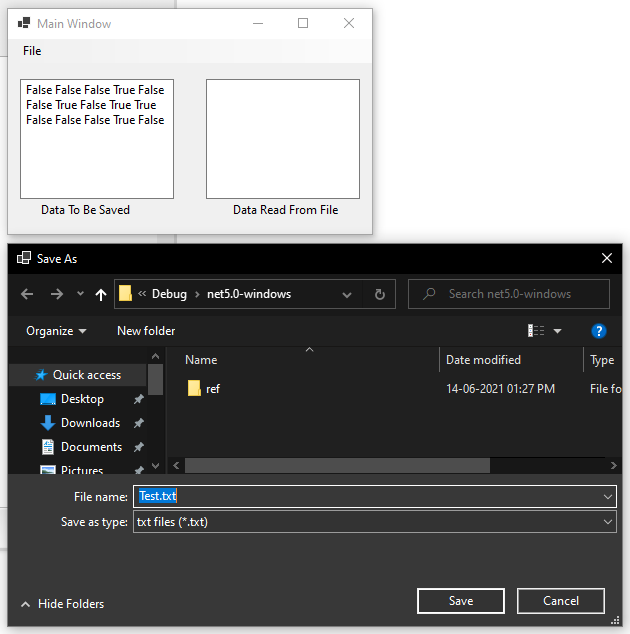 Main Window
File
False False False True False
False True False True True
False False False True False
Data To Be Saved
Data Read From File
Save As
« Debug › net5.0-windows
Search net5.0-windows
Organize
New folder
?
Name
Date modified
Type
Quick access
Desktop
Downloads
Documents
Pictures
ref
14-06-2021 01:27 PM
File fo
File name:
Test.txt
Save as type:
txt files (*.txt)
Hide Folders
Save
Cancel